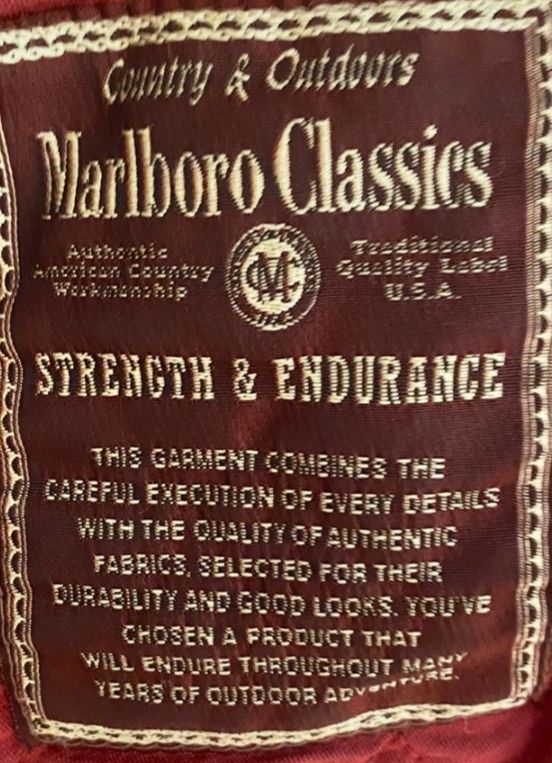 Country & Outdoors
Marlboro Classics
Authentic
American Country
Workmanship
CM
Traditional
Quality Label
U.S.A.
STRENGTH & ENDURANCE
THIS GARMENT COMBINES THE
CAREFUL EXECUTION OF EVERY DETAILS
WITH THE QUALITY OF AUTHENTIC
FABRICS, SELECTED FOR THEIR
DURABILITY AND GOOD LOOKS. YOU'VE
CHOSEN A PRODUCT THAT
WILL ENDURE THROUGHOUT MANY
YEARS OF OUTDOOR ADVENTURE.